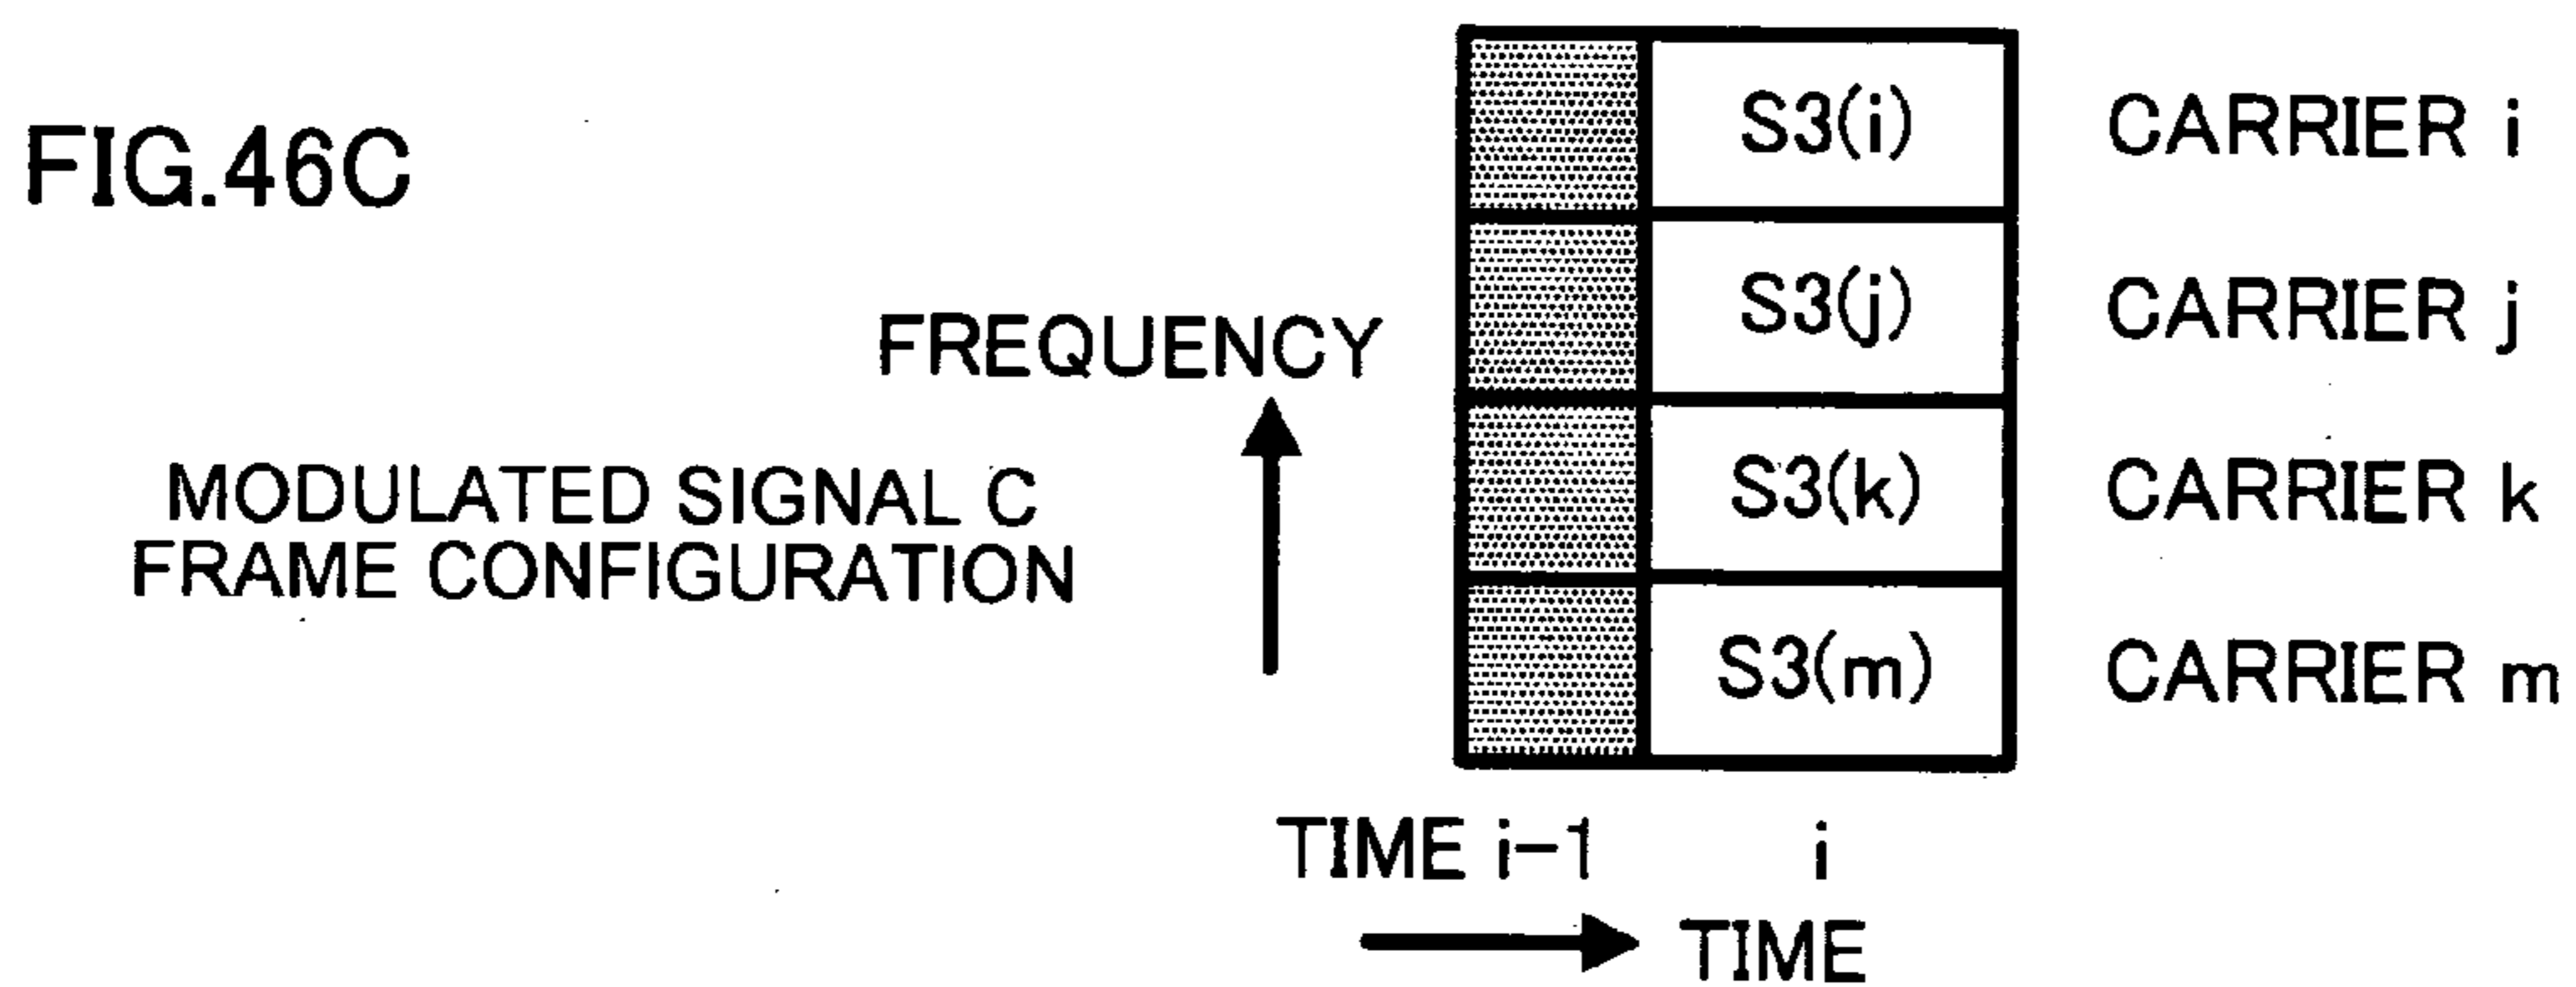 FIG.46C
S3(i) CARRIER i
S3(j) CARRIER j
FREQUENCY
S3(k) CARRIER k
MODULATED SIGNAL C
FRAME CONFIGURATION
S3(m) CARRIER m
TIME i-1 i
TIME